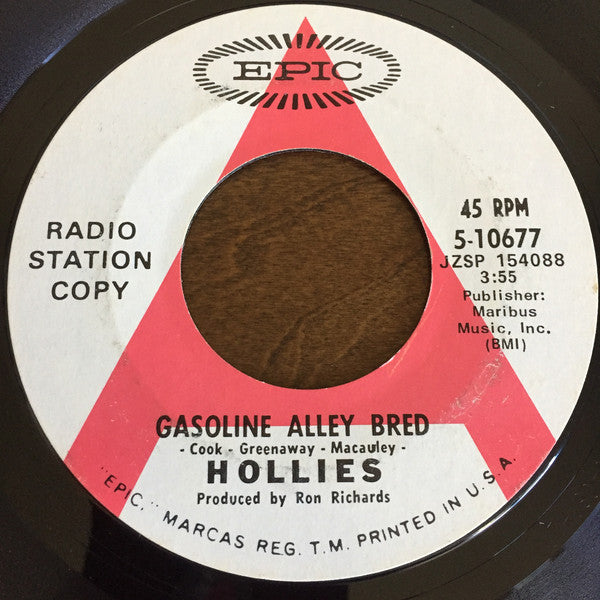 EPIC
RADIO
STATION
COPY
45 RPM
5-10677
JZSP 154088
3:55
Publisher:
Maribus
Music, Inc.
(BMI)
GASOLINE ALLEY BRED
- Cook - Greenaway - Macauley -
HOLLIES
Produced by Ron Richards
"EPIC," MARCAS REG. T.M. PRINTED IN U.S.A.